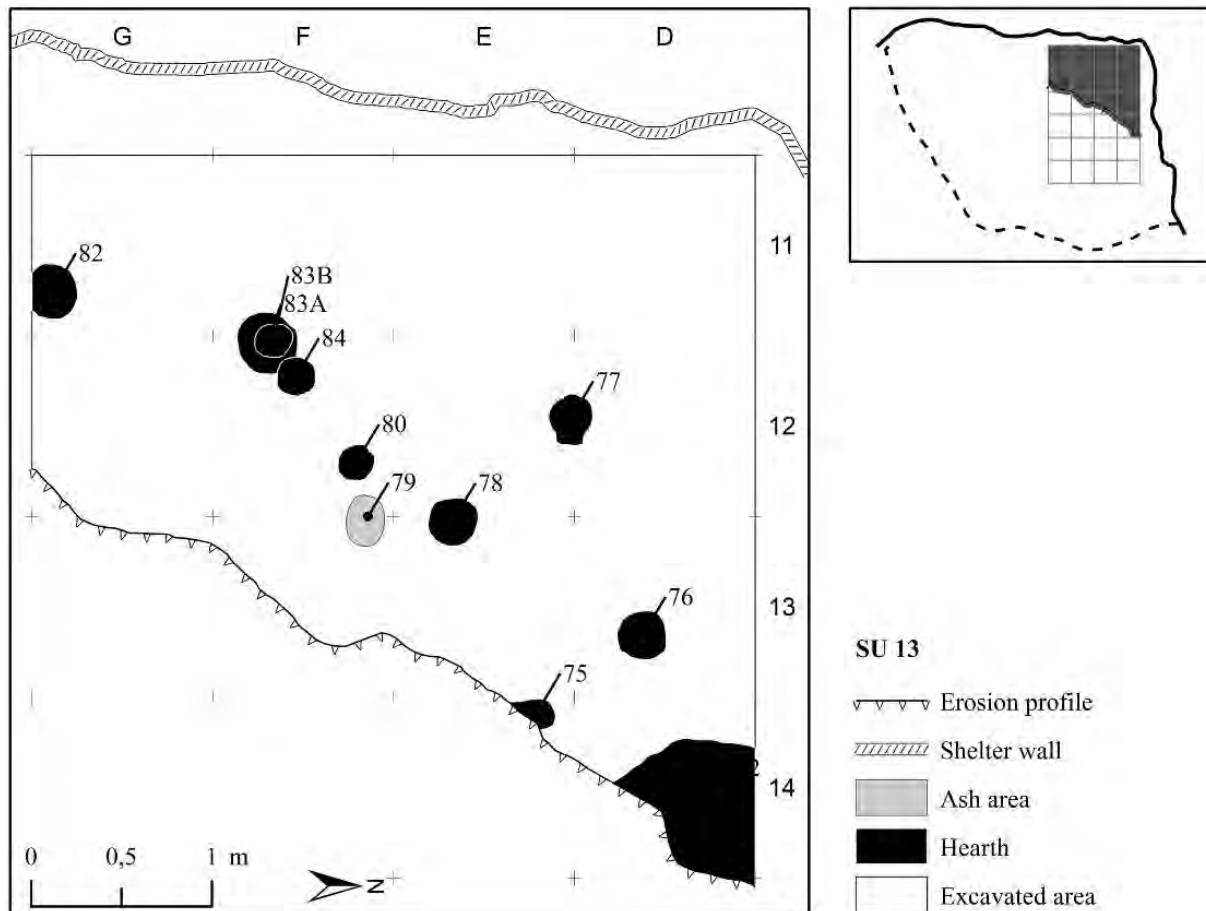 G F E D
11
82
83B
83A
84
77
12
80
79
78
13
76
75
14
2
0 0,5 1 m
N
SU 13
Erosion profile
Shelter wall
Ash area
Hearth
Excavated area